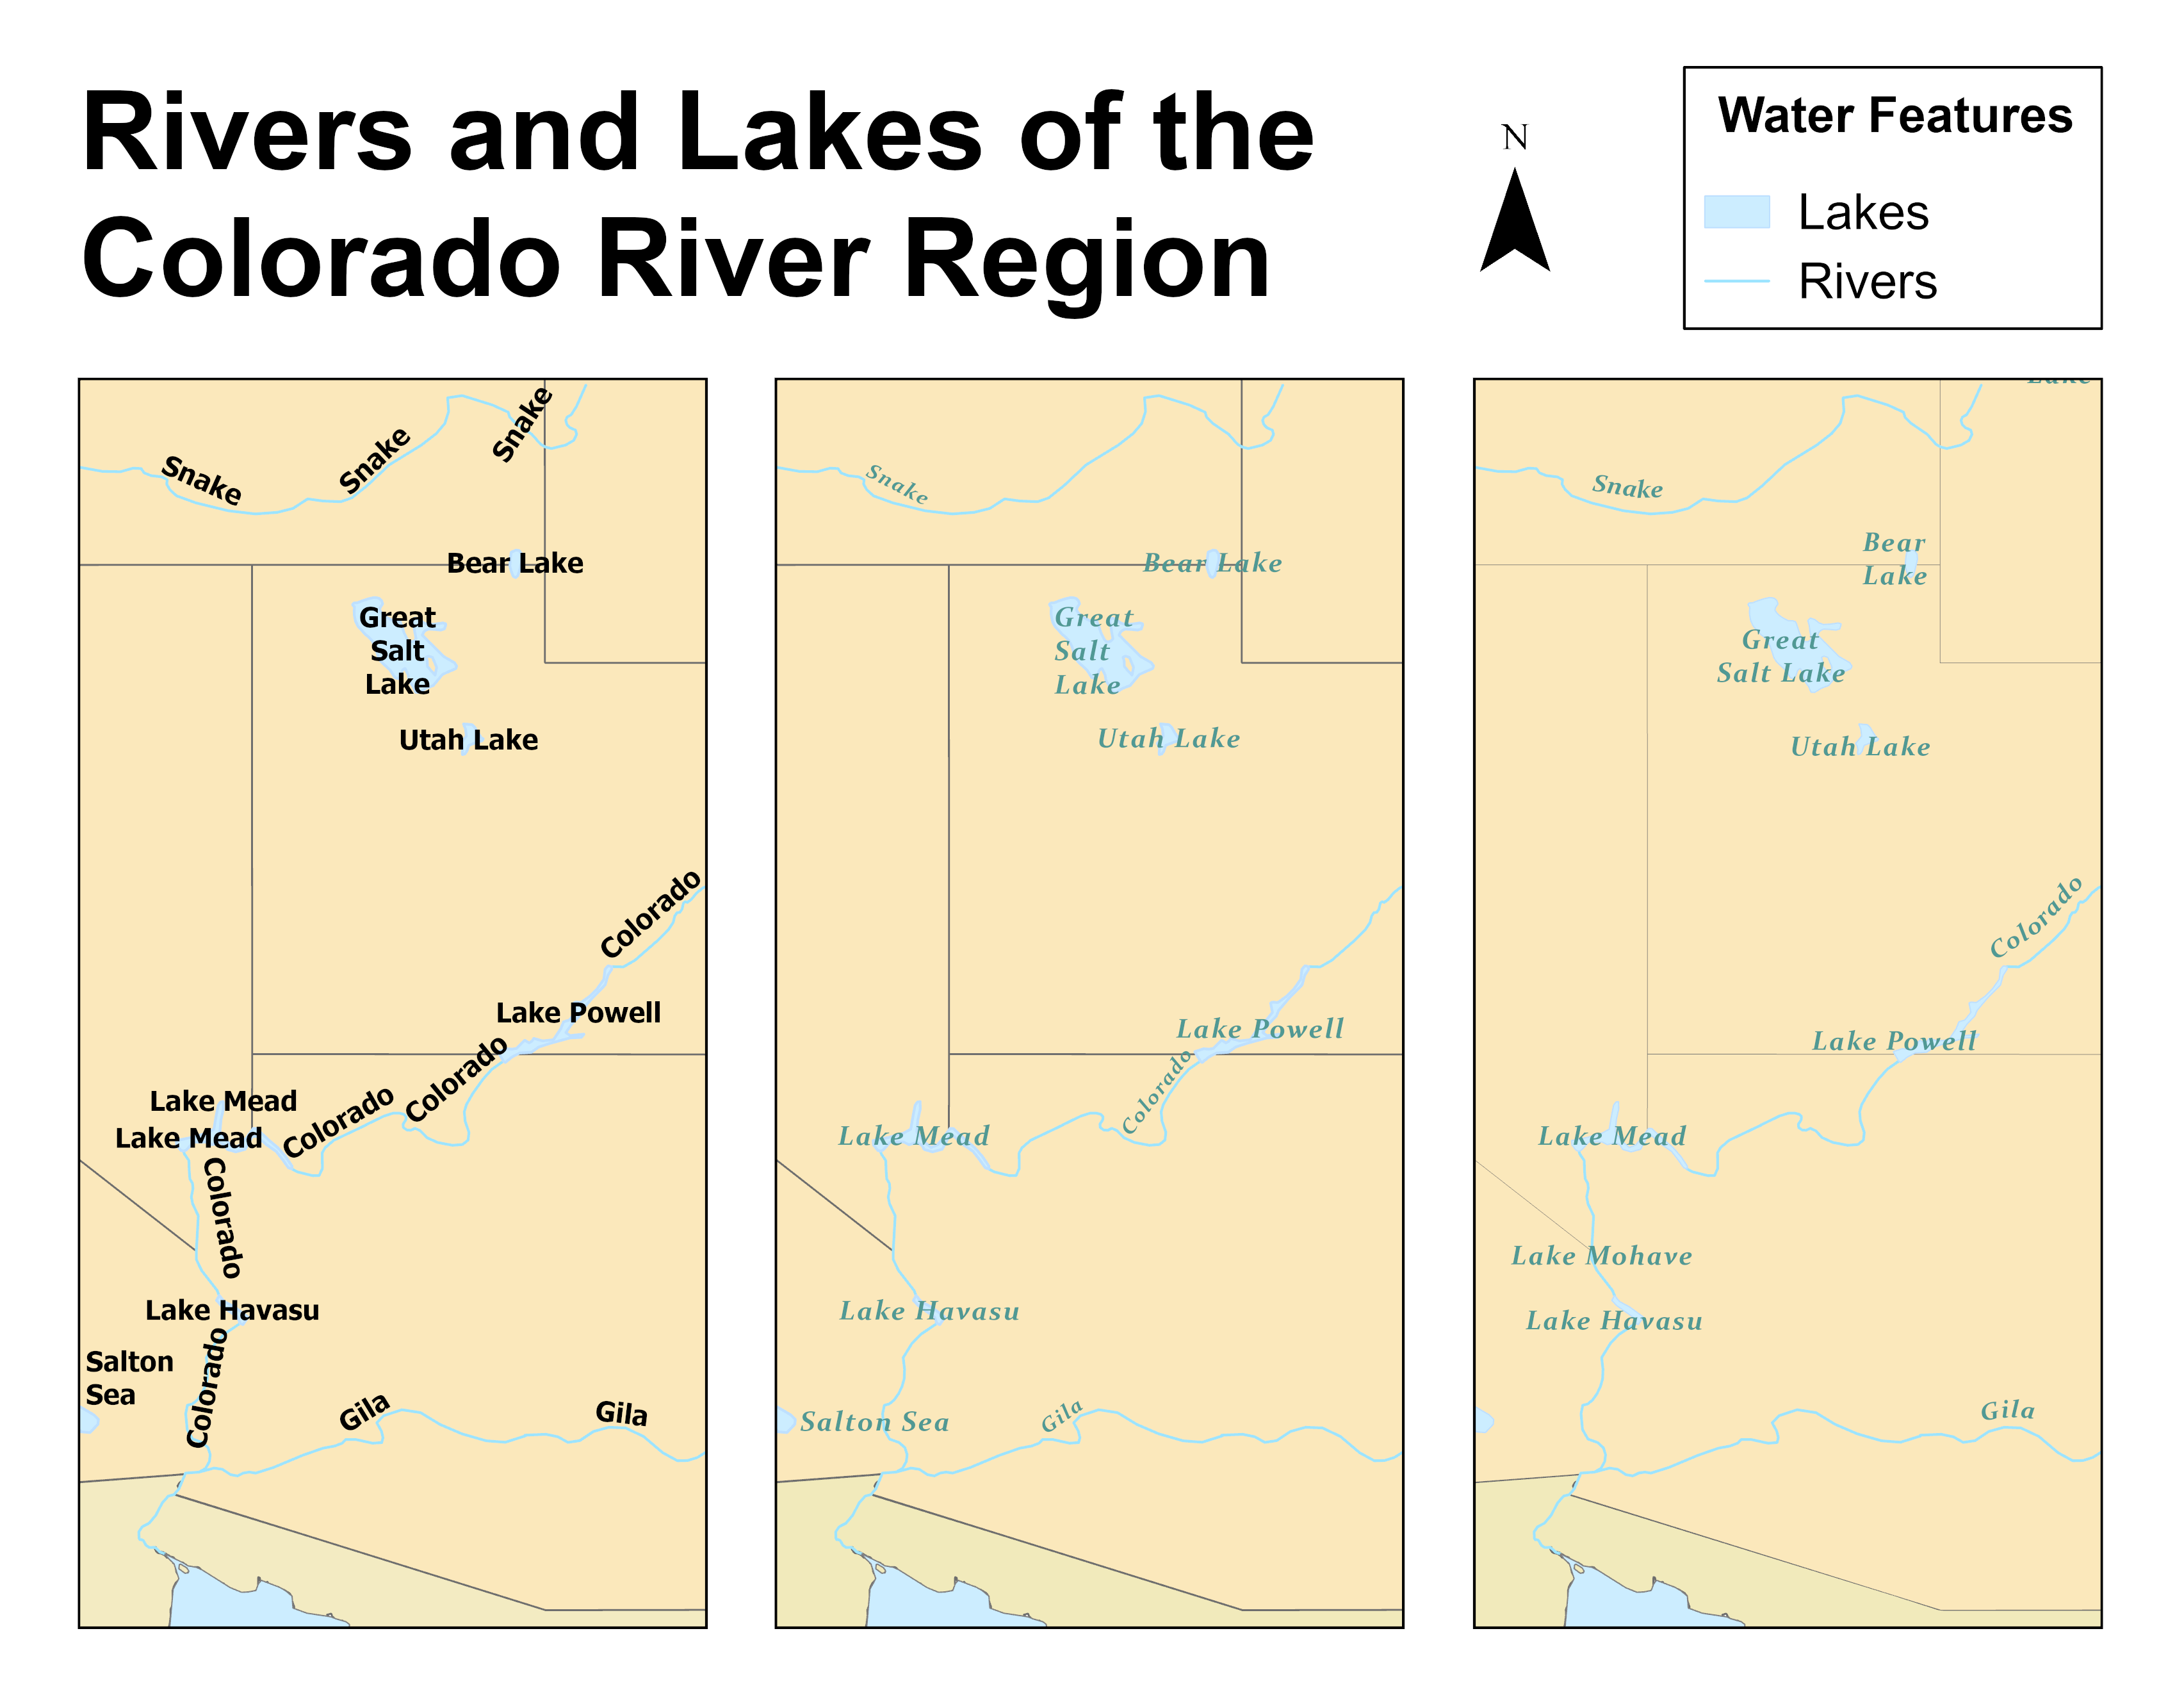 Rivers and Lakes of the
Colorado River Region
N
Water Features
Lakes
Rivers
Snake
Snake
Snake
Bear Lake
Great
Salt
Lake
Utah Lake
Colorado
Lake Powell
Colorado
Colorado
Lake Mead
Lake Mead
Colorado
Lake Havasu
Colorado
Salton
Sea
Gila
Gila
Snake
Bear Lake
Great
Salt
Lake
Utah Lake
Lake Powell
Colorado
Lake Mead
Lake Havasu
Salton Sea
Gila
Lake
Snake
Bear
Lake
Great
Salt Lake
Utah Lake
Colorado
Lake Powell
Lake Mead
Lake Mohave
Lake Havasu
Gila